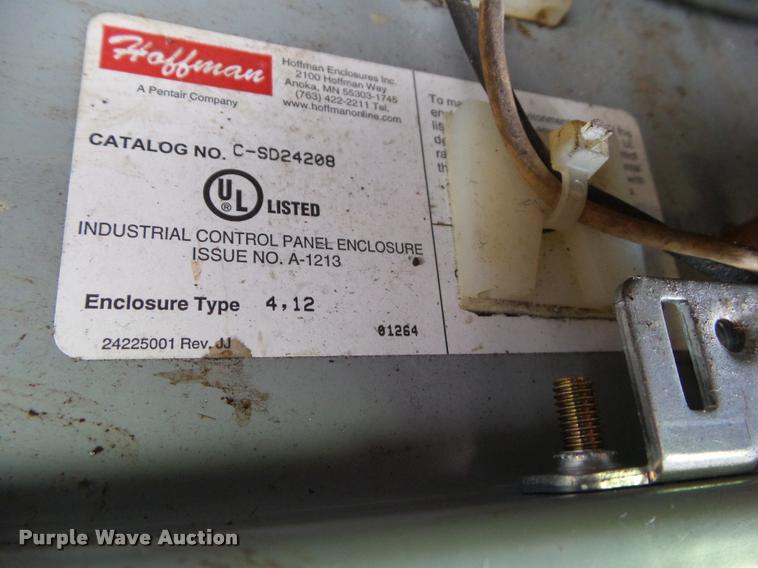 Hoffman
A Pentair Company
Hoffman Enclosures Inc.
2100 Hoffman Way
Anoka, MN 55303-1745
(763) 422-2211 Tel.
www.hoffmanonline.com
CATALOG NO. C-SD24208
UL
®
LISTED
INDUSTRIAL CONTROL PANEL ENCLOSURE
ISSUE NO. A-1213
Enclosure Type 4,12
01264
24225001 Rev. JJ
To
the
Purple Wave Auction